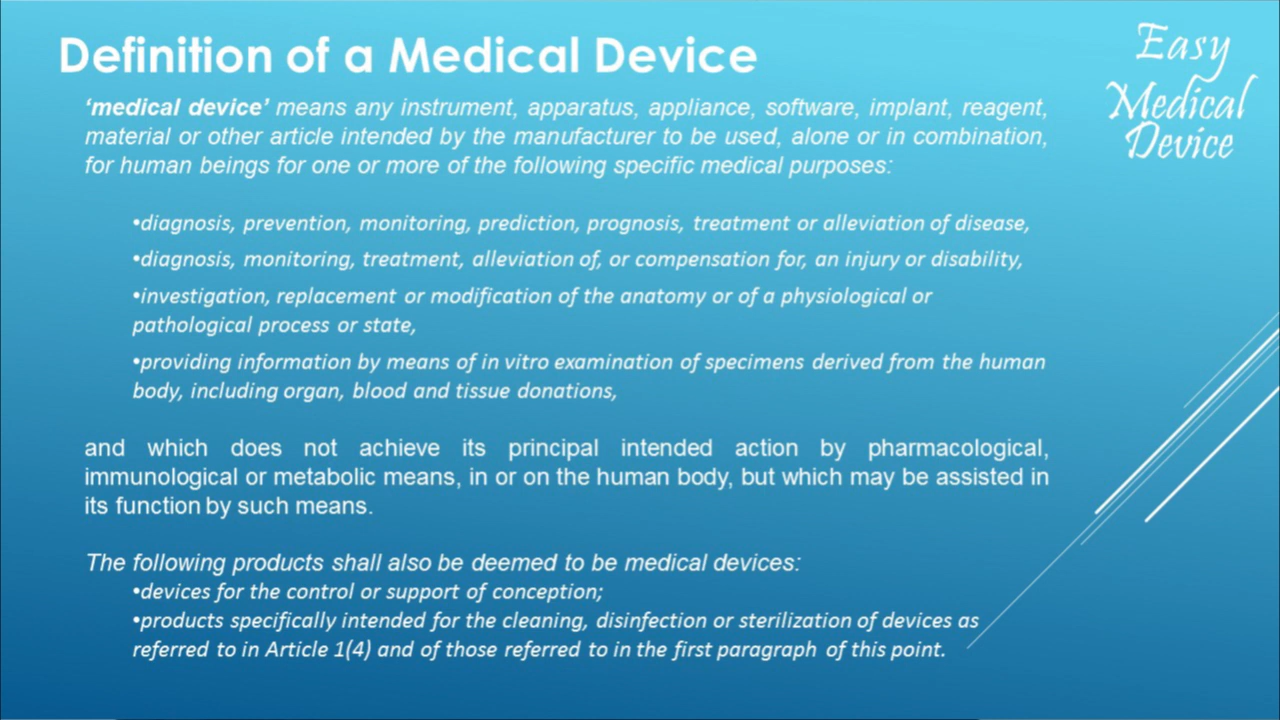 Definition of a Medical Device
Easy
Medical
Device
‘medical device’ means any instrument, apparatus, appliance, software, implant, reagent,
material or other article intended by the manufacturer to be used, alone or in combination,
for human beings for one or more of the following specific medical purposes:
•diagnosis, prevention, monitoring, prediction, prognosis, treatment or alleviation of disease,
•diagnosis, monitoring, treatment, alleviation of, or compensation for, an injury or disability,
•investigation, replacement or modification of the anatomy or of a physiological or
pathological process or state,
•providing information by means of in vitro examination of specimens derived from the human
body, including organ, blood and tissue donations,
and which does not achieve its principal intended action by pharmacological,
immunological or metabolic means, in or on the human body, but which may be assisted in
its function by such means.
The following products shall also be deemed to be medical devices:
•devices for the control or support of conception;
•products specifically intended for the cleaning, disinfection or sterilization of devices as
referred to in Article 1(4) and of those referred to in the first paragraph of this point.